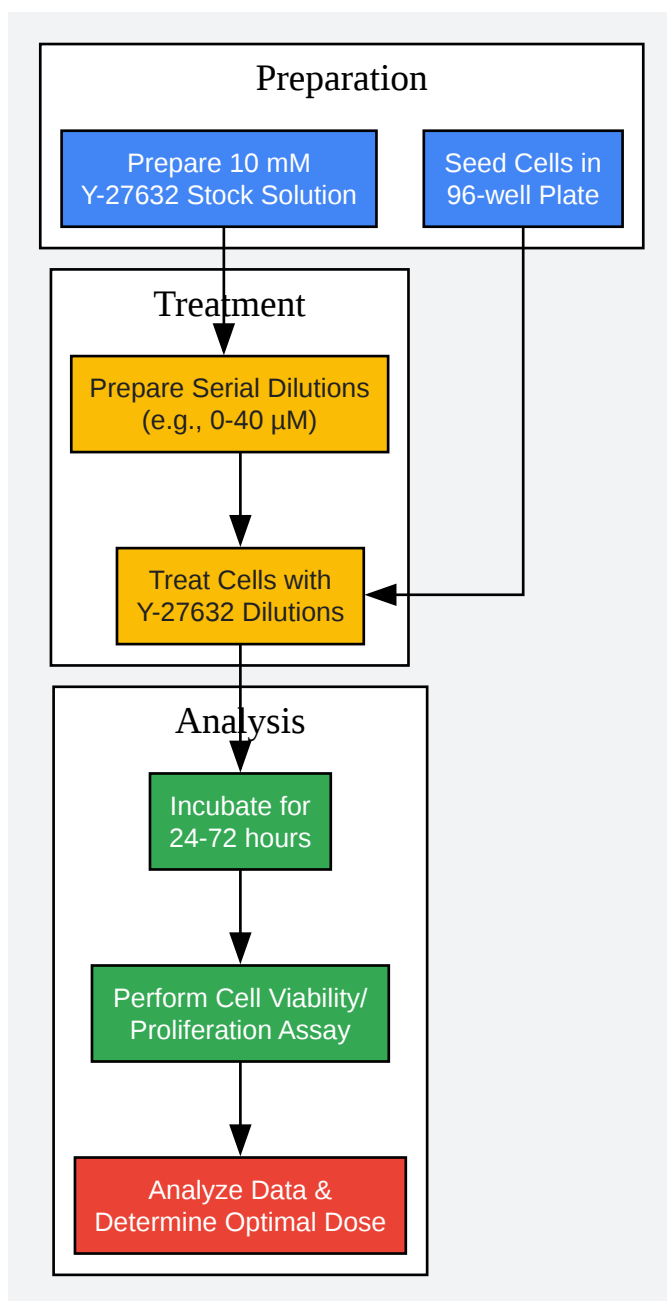 Preparation
Prepare 10 mM
Y-27632 Stock Solution
Seed Cells in
96-well Plate
Treatment
Prepare Serial Dilutions
(e.g., 0-40 µM)
Treat Cells with
Y-27632 Dilutions
Analysis
Incubate for
24-72 hours
Perform Cell Viability/
Proliferation Assay
Analyze Data &
Determine Optimal Dose